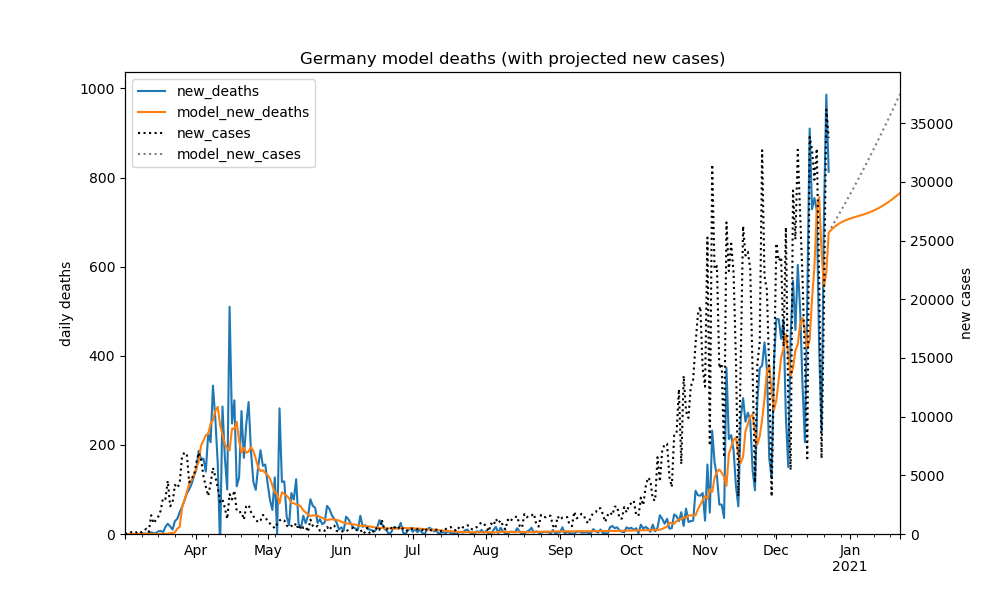 Germany model deaths (with projected new cases)
new_deaths
model_new_deaths
new_cases
model_new_cases
daily deaths
1000
800
600
400
200
0
new cases
35000
30000
25000
20000
15000
10000
5000
0
Apr May Jun Jul Aug Sep Oct Nov Dec Jan
2021